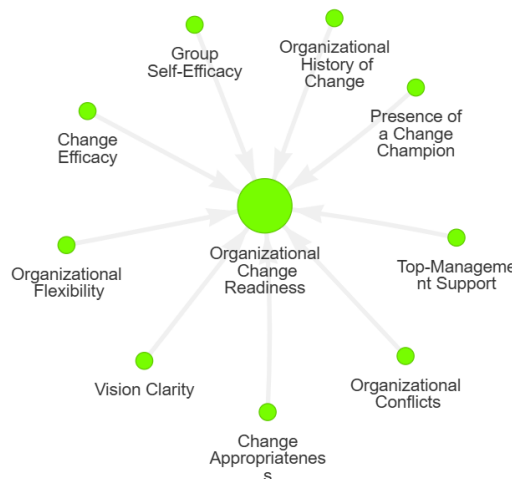 Group
Self-Efficacy
Organizational
History of
Change
Presence of
a Change
Champion
Change
Efficacy
Organizational
Change
Readiness
Organizational
Flexibility
Top-Manageme
nt Support
Vision Clarity
Organizational
Conflicts
Change
Appropriatenes
s